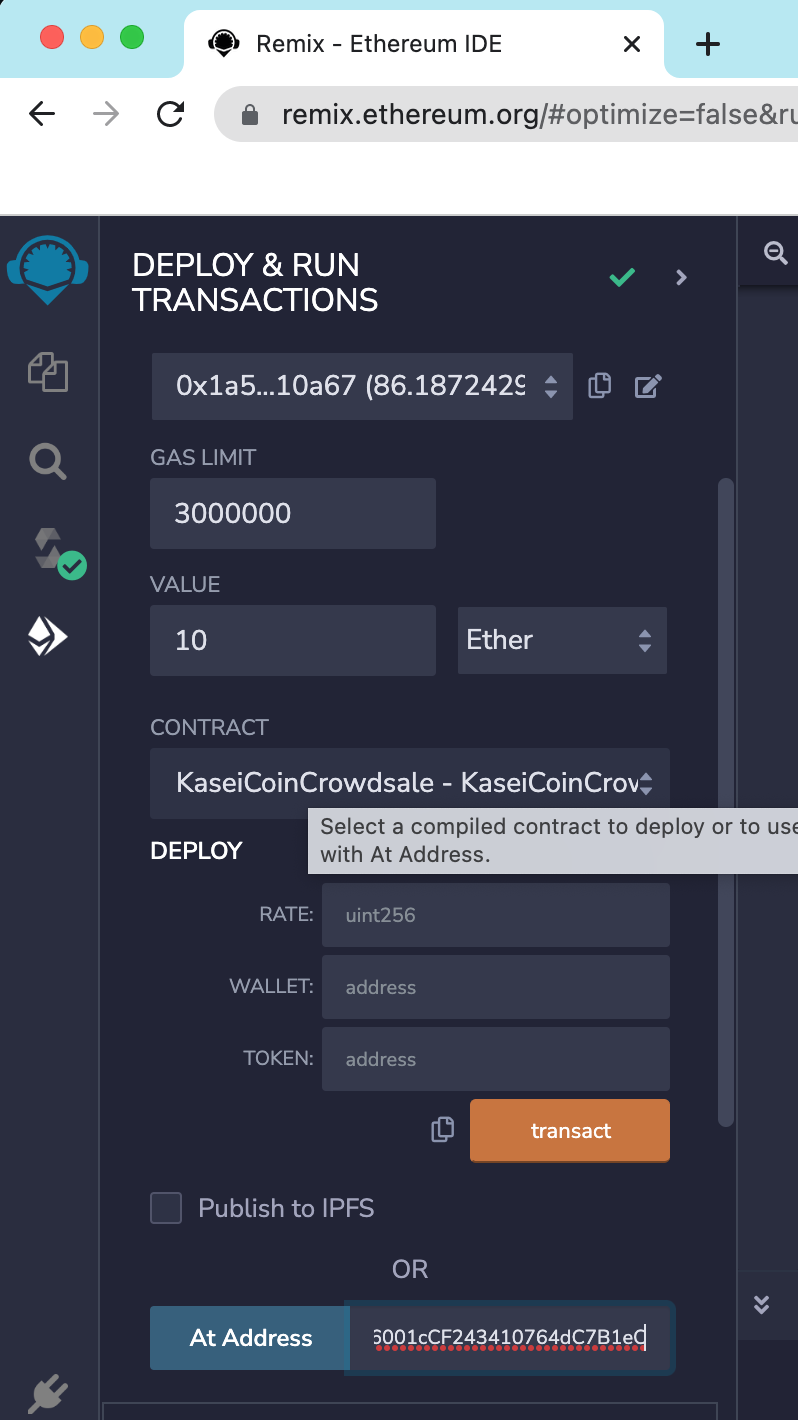 Remix - Ethereum IDE
remix.ethereum.org/#optimize=false&ru
DEPLOY & RUN
TRANSACTIONS
0x1a5...10a67 (86.1872429
GAS LIMIT
3000000
VALUE
10
Ether
CONTRACT
KaseiCoinCrowdsale - KaseiCoinCrow
Select a compiled contract to deploy or to use
with At Address.
DEPLOY
RATE:
uint256
WALLET:
address
TOKEN:
address
transact
Publish to IPFS
OR
At Address
6001cCF243410764dC7B1eC